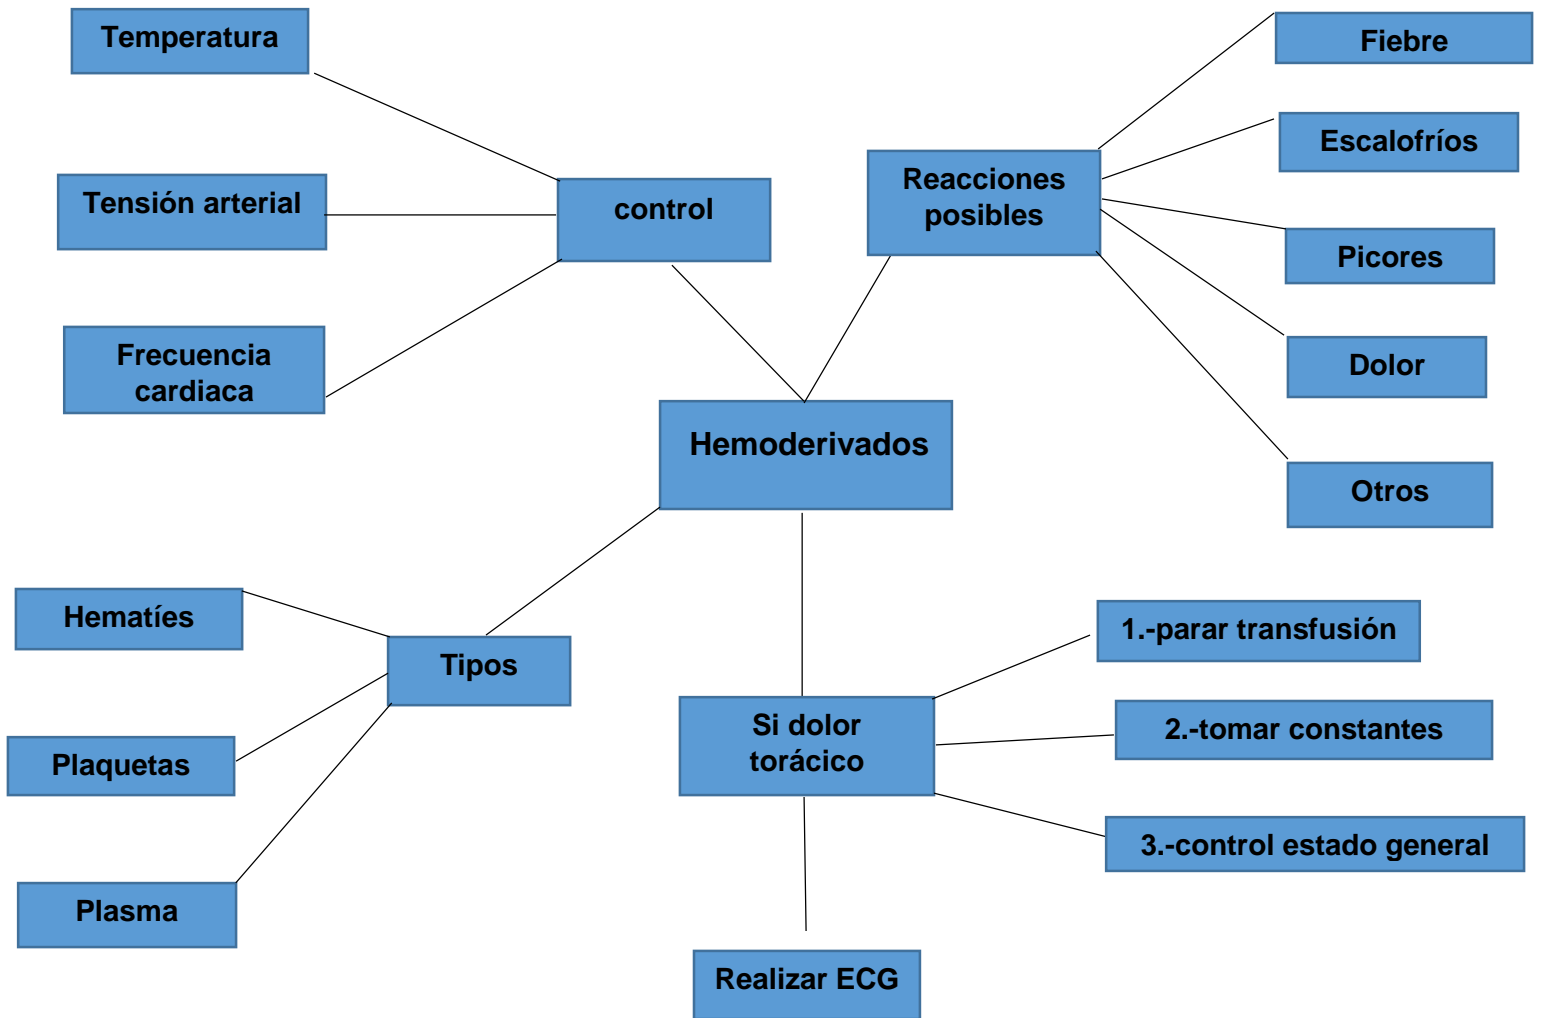 Temperatura
Tensión arterial
Frecuencia
cardiaca
control
Reacciones
posibles
Fiebre
Escalofríos
Picores
Dolor
Otros
Hemoderivados
Hematíes
Plaquetas
Plasma
Tipos
Si dolor
torácico
1.-parar transfusión
2.-tomar constantes
3.-control estado general
Realizar ECG